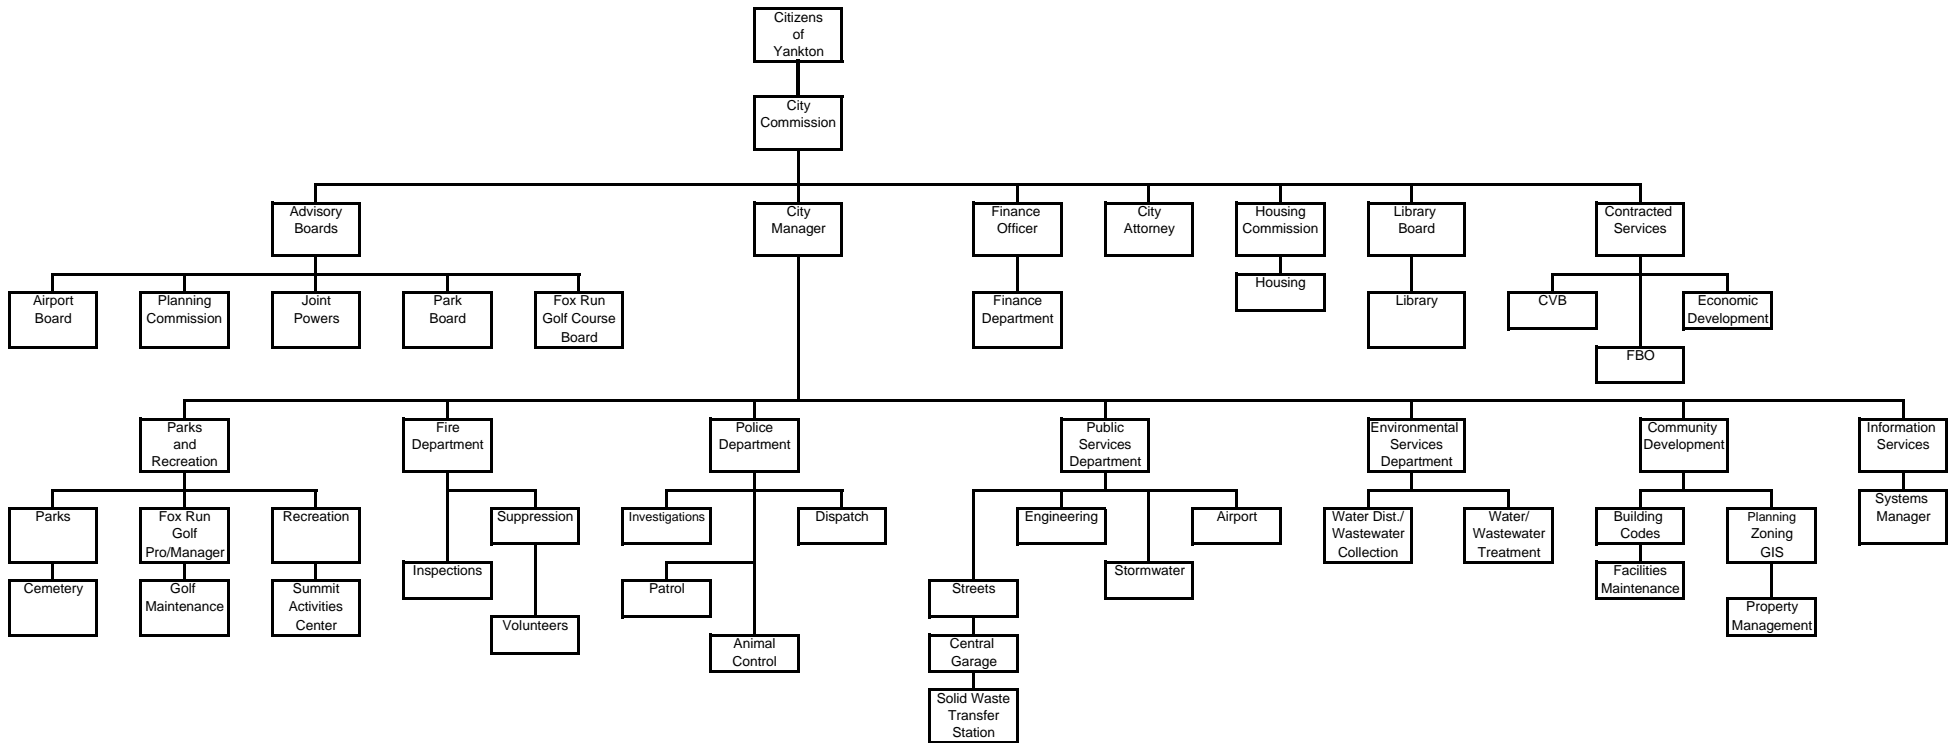 Citizens
of
Yankton
City
Commission
Advisory
Boards
City
Manager
Finance
Officer
City
Attorney
Housing
Commission
Library
Board
Contracted
Services
Airport
Board
Planning
Commission
Joint
Powers
Park
Board
Fox Run
Golf Course
Board
Finance
Department
Housing
Library
CVB
Economic
Development
FBO
Parks
and
Recreation
Fire
Department
Police
Department
Public
Services
Department
Environmental
Services
Department
Community
Development
Information
Services
Parks
Fox Run
Golf
Pro/Manager
Recreation
Suppression
Investigations
Dispatch
Engineering
Airport
Water Dist./
Wastewater
Collection
Water/
Wastewater
Treatment
Building
Codes
Planning
Zoning
GIS
Systems
Manager
Cemetery
Golf
Maintenance
Summit
Activities
Center
Inspections
Volunteers
Patrol
Animal
Control
Streets
Stormwater
Central
Garage
Solid Waste
Transfer
Station
Facilities
Maintenance
Property
Management